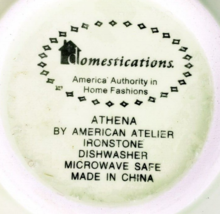 Homestications.
America' Authority in
Home Fashions
ATHENA
BY AMERICAN ATELIER
IRONSTONE
DISHWASHER
MICROWAVE SAFE
MADE IN CHINA